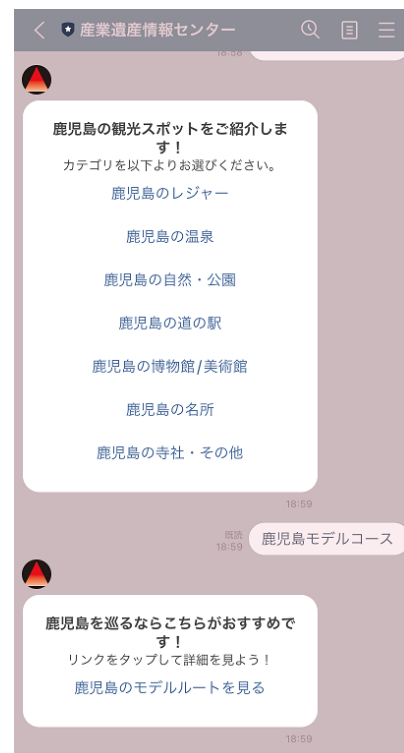 産業遺産情報センター
18:58
鹿児島の観光スポットをご紹介しま
す！
カテゴリを以下よりお選びください。
鹿児島のレジャー
鹿児島の温泉
鹿児島の自然・公園
鹿児島の道の駅
鹿児島の博物館/美術館
鹿児島の名所
鹿児島の寺社・その他
18:59
既読
18:59
鹿児島モデルコース
鹿児島を巡るならこちらがおすすめで
す！
リンクをタップして詳細を見よう！
鹿児島のモデルルートを見る
18:59